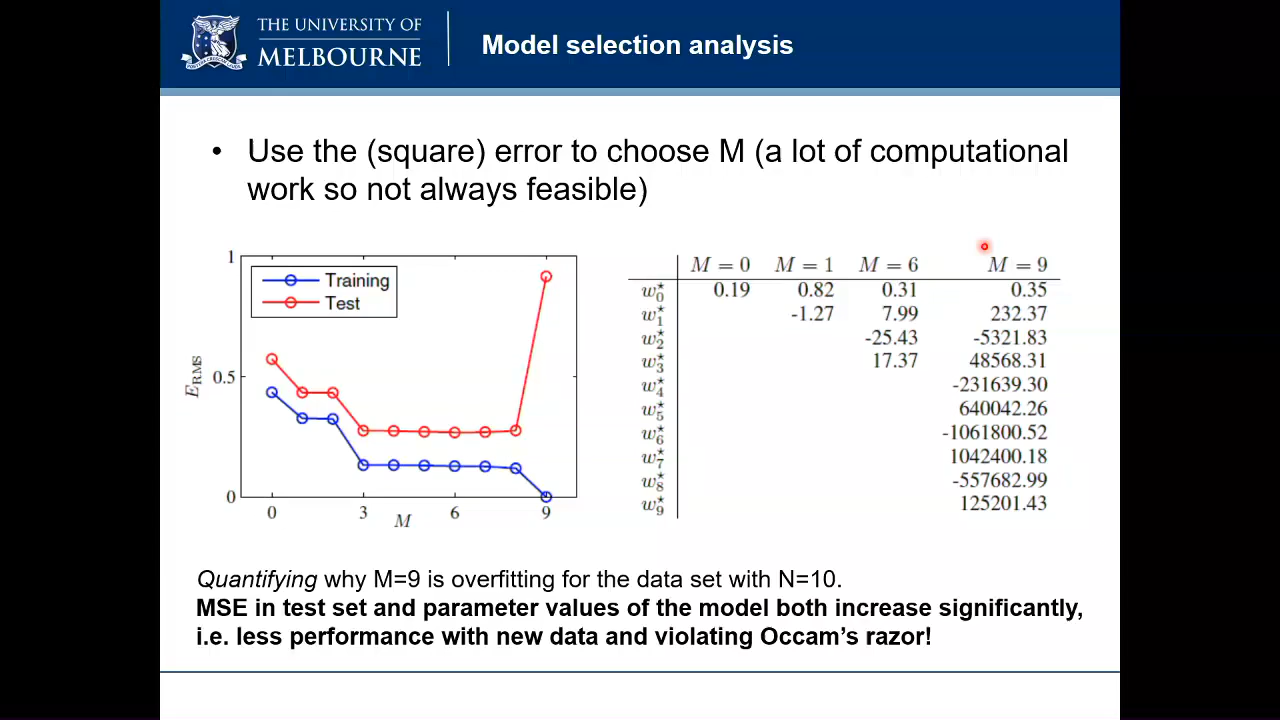 THE UNIVERSITY OF
MELBOURNE
Model selection analysis
• Use the (square) error to choose M (a lot of computational
work so not always feasible)
1
0.5
0
E_RMS
Training
Test
0 3 6 9
M
M = 0 M = 1 M = 6 M = 9
w₀* 0.19 0.82 0.31 0.35
w₁* -1.27 7.99 232.37
w₂* -25.43 -5321.83
w₃* 17.37 48568.31
w₄* -231639.30
w₅* 640042.26
w₆* -1061800.52
w₇* 1042400.18
w₈* -557682.99
w₉* 125201.43
Quantifying why M=9 is overfitting for the data set with N=10.
MSE in test set and parameter values of the model both increase significantly,
i.e. less performance with new data and violating Occam's razor!